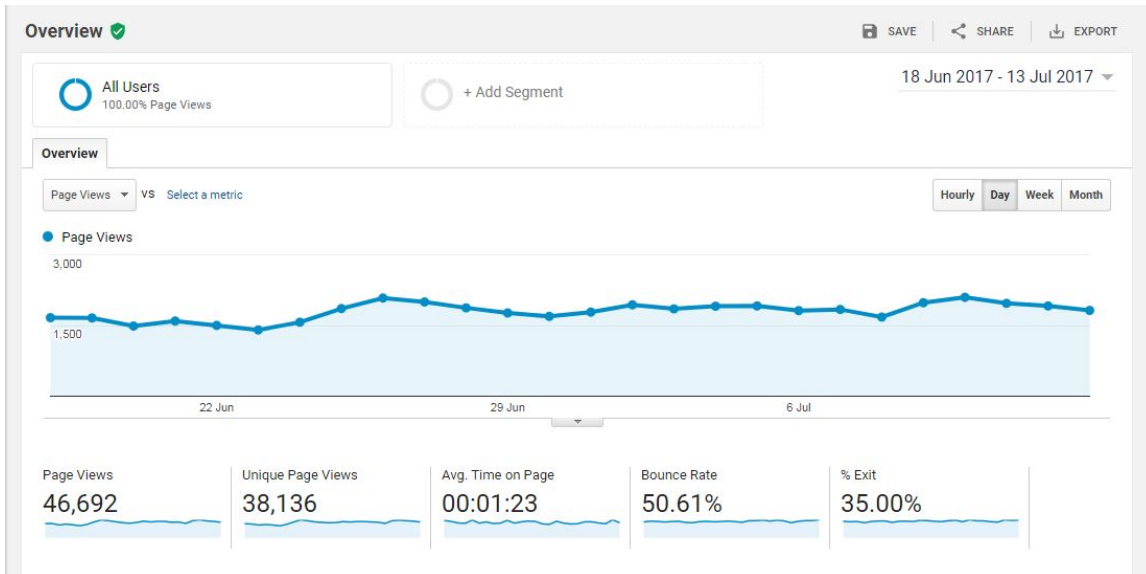 Overview SAVE SHARE EXPORT
All Users
100.00% Page Views
+ Add Segment
18 Jun 2017 - 13 Jul 2017
Overview
Page Views VS Select a metric
Hourly Day Week Month
Page Views
3,000
1,500
22 Jun 29 Jun 6 Jul
Page Views Unique Page Views Avg. Time on Page Bounce Rate % Exit
46,692 38,136 00:01:23 50.61% 35.00%